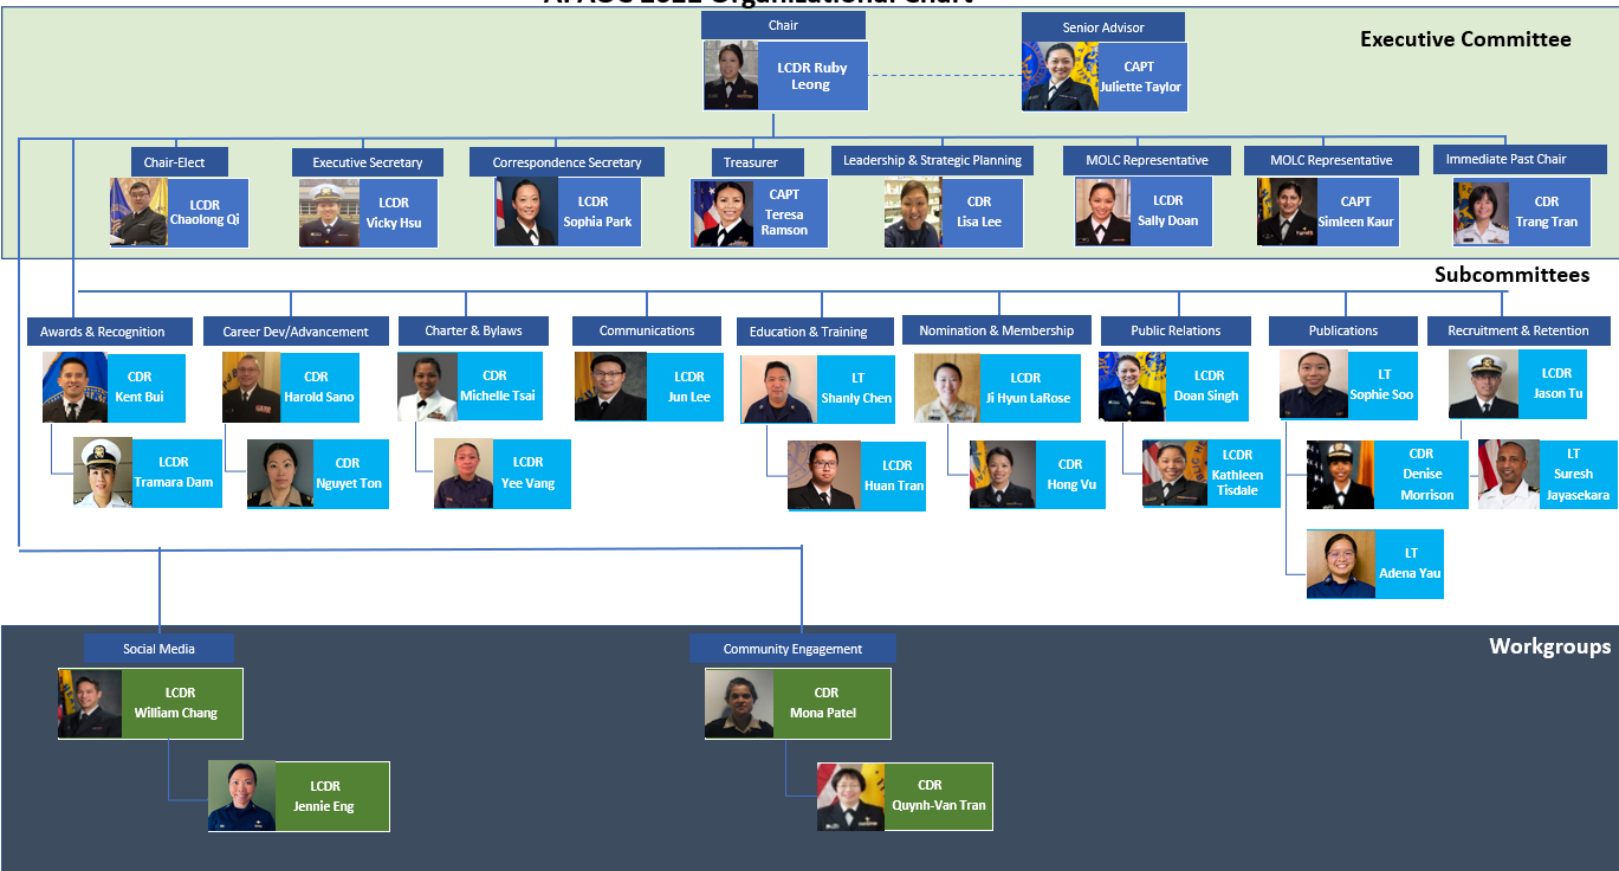 2022 Organizational Chart
Executive Committee
Chair
LCDR Ruby
Leong
Senior Advisor
CAPT
Juliette Taylor
Chair-Elect
LCDR
Chaolong Qi
Executive Secretary
LCDR
Vicky Hsu
Correspondence Secretary
LCDR
Sophia Park
Treasurer
CAPT
Teresa
Ramson
Leadership & Strategic Planning
CDR
Lisa Lee
MOLC Representative
LCDR
Sally Doan
MOLC Representative
CAPT
Simleen Kaur
Immediate Past Chair
CDR
Trang Tran
Subcommittees
Awards & Recognition
CDR
Kent Bui
LCDR
Tramara Dam
Career Dev/Advancement
CDR
Harold Sano
CDR
Nguyet Ton
Charter & Bylaws
CDR
Michelle Tsai
LCDR
Yee Vang
Communications
LCDR
Jun Lee
Education & Training
LT
Shanly Chen
LCDR
Huan Tran
Nomination & Membership
LCDR
Ji Hyun LaRose
CDR
Hong Vu
Public Relations
LCDR
Doan Singh
LCDR
Kathleen
Tisdale
Publications
LT
Sophie Soo
CDR
Denise
Morrison
LT
Adena Yau
Recruitment & Retention
LCDR
Jason Tu
LT
Suresh
Jayasekara
Workgroups
Social Media
LCDR
William Chang
LCDR
Jennie Eng
Community Engagement
CDR
Mona Patel
CDR
Quynh-Van Tran